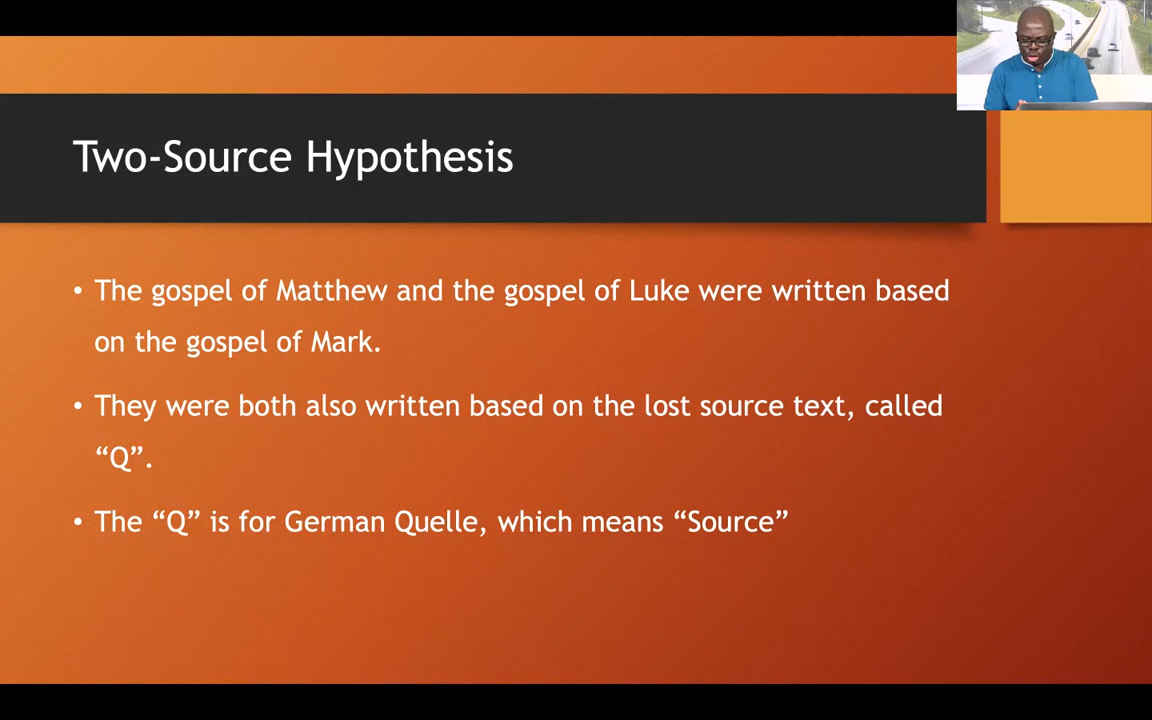 Two-Source Hypothesis
• The gospel of Matthew and the gospel of Luke were written based
on the gospel of Mark.
• They were both also written based on the lost source text, called
“Q”.
• The “Q” is for German Quelle, which means “Source”